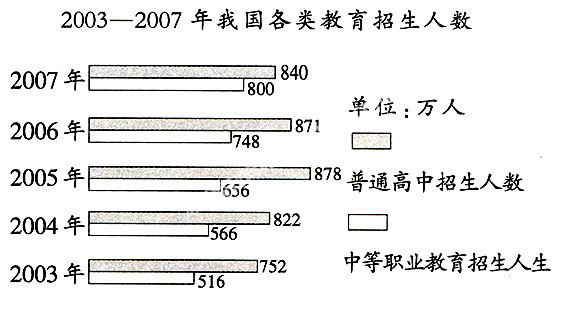 2003—2007 年我国各类教育招生人数
2007 年
840
800
2006 年
871
748
2005 年
878
656
2004 年
822
566
2003 年
752
516
单位:万人
普通高中招生人数
中等职业教育招生人生